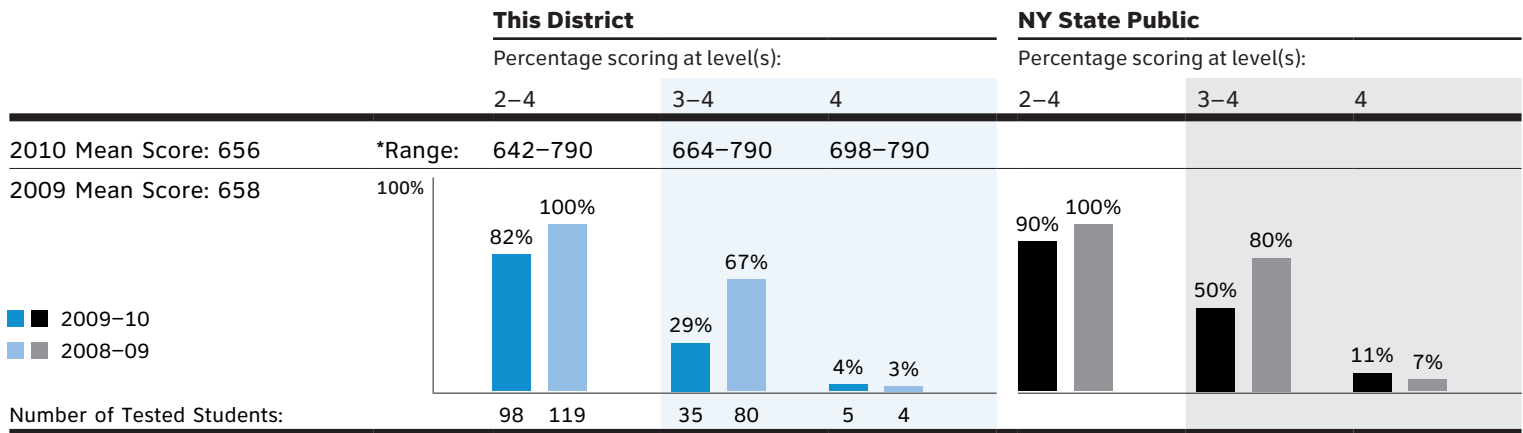 This District NY State Public
Percentage scoring at level(s): Percentage scoring at level(s):
2–4 3–4 4 2–4 3–4 4
2010 Mean Score: 656 *Range: 642–790 664–790 698–790
2009 Mean Score: 658 100%
82% 100% 29% 67% 4% 3% 90% 100% 50% 80% 11% 7%
2009–10
2008–09
Number of Tested Students: 98 119 35 80 5 4